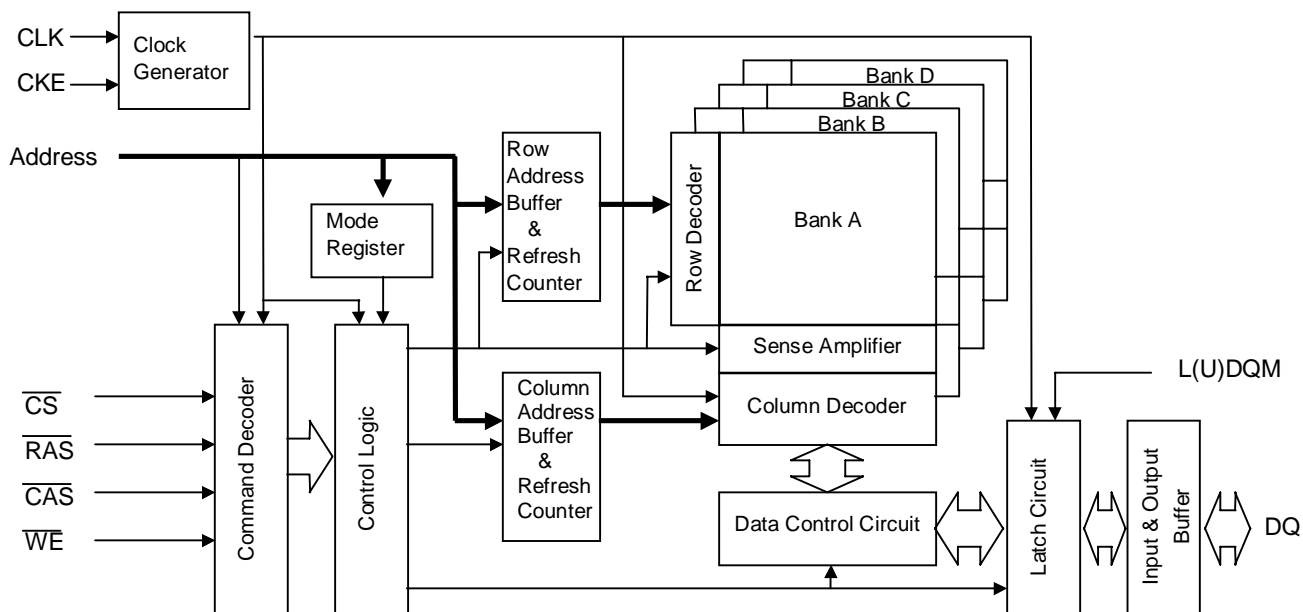 CLK
CKE
Clock
Generator
Address
Mode
Register
Row
Address
Buffer
&
Refresh
Counter
Bank D
Bank C
Bank B
Bank A
Row Decoder
Sense Amplifier
Column Decoder
CS
RAS
CAS
WE
Command Decoder
Control Logic
Column
Address
Buffer
&
Refresh
Counter
Data Control Circuit
L(U)DQM
Latch Circuit
Input & Output
Buffer
DQ